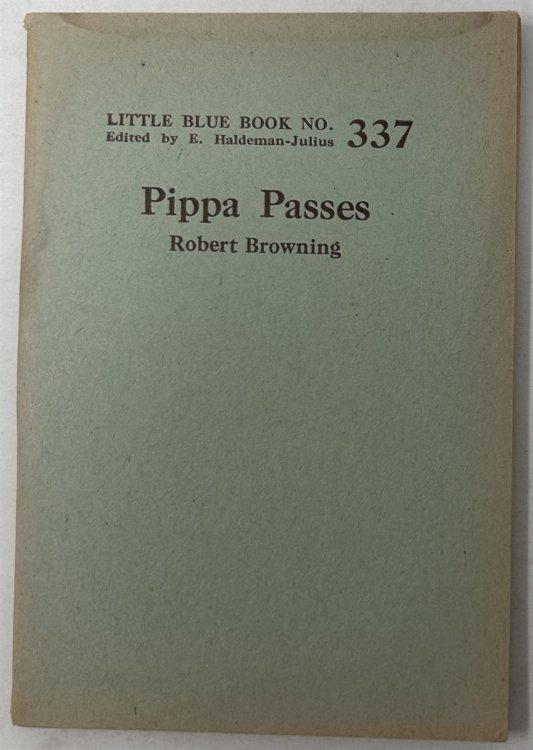 LITTLE BLUE BOOK NO. 337
Edited by E. Haldeman-Julius
Pippa Passes
Robert Browning